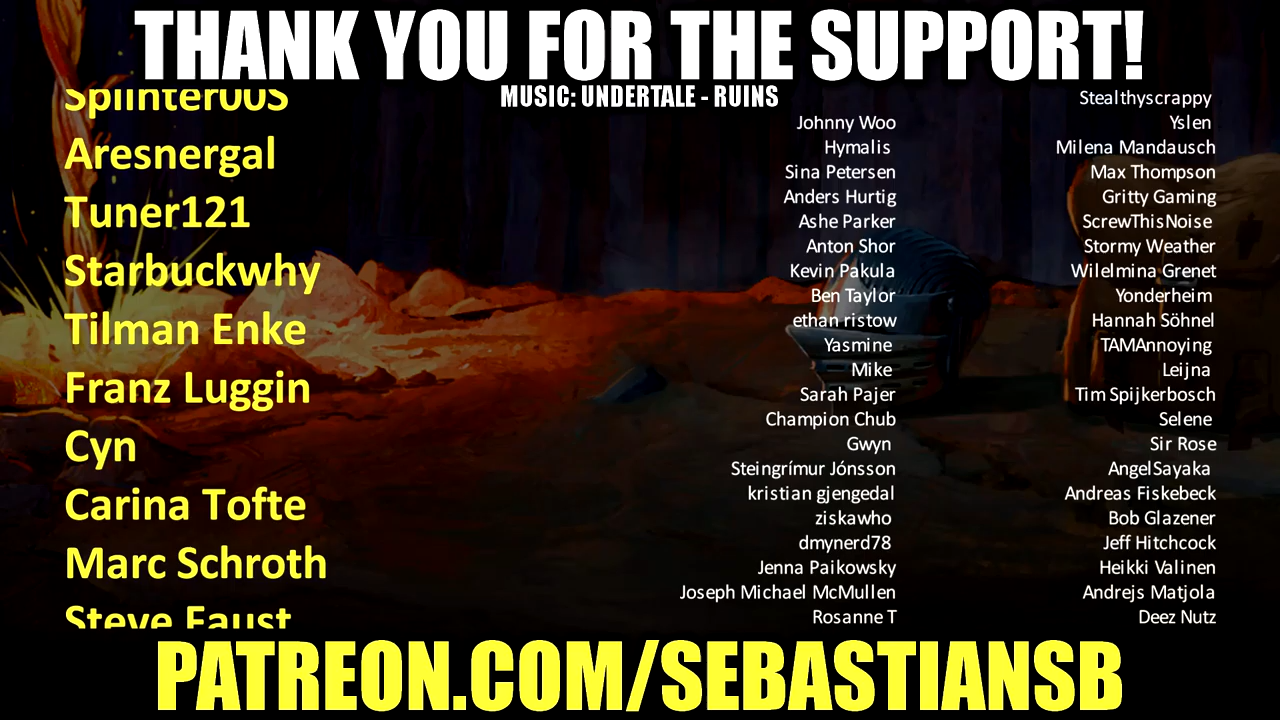 THANK YOU FOR THE SUPPORT!
MUSIC: UNDERTALE - RUINS
Aresnergal
Tuner121
Starbuckwhy
Tilman Enke
Franz Luggin
Cyn
Carina Tofte
Marc Schroth
Steve Faust
Johnny Woo
Hymalis
Sina Petersen
Anders Hurtig
Ashe Parker
Anton Shor
Kevin Pakula
Ben Taylor
ethan ristow
Yasmine
Mike
Sarah Pajer
Champion Chub
Gwyn
Steingrímur Jónsson
kristian gjengedal
ziskawho
dmynerd78
Jenna Paikowsky
Joseph Michael McMullen
Rosanne T
Stealthyscrappy
Yslen
Milena Mandausch
Max Thompson
Gritty Gaming
ScrewThisNoise
Stormy Weather
Wilelmina Grenet
Yonderheim
Hannah Söhnel
TAMAnnoying
Leijna
Tim Spijkerbosch
Selene
Sir Rose
AngelSayaka
Andreas Fiskebeck
Bob Glazener
Jeff Hitchcock
Heikki Valinen
Andrejs Matjola
Deez Nutz
PATREON.COM/SEBASTIANSB